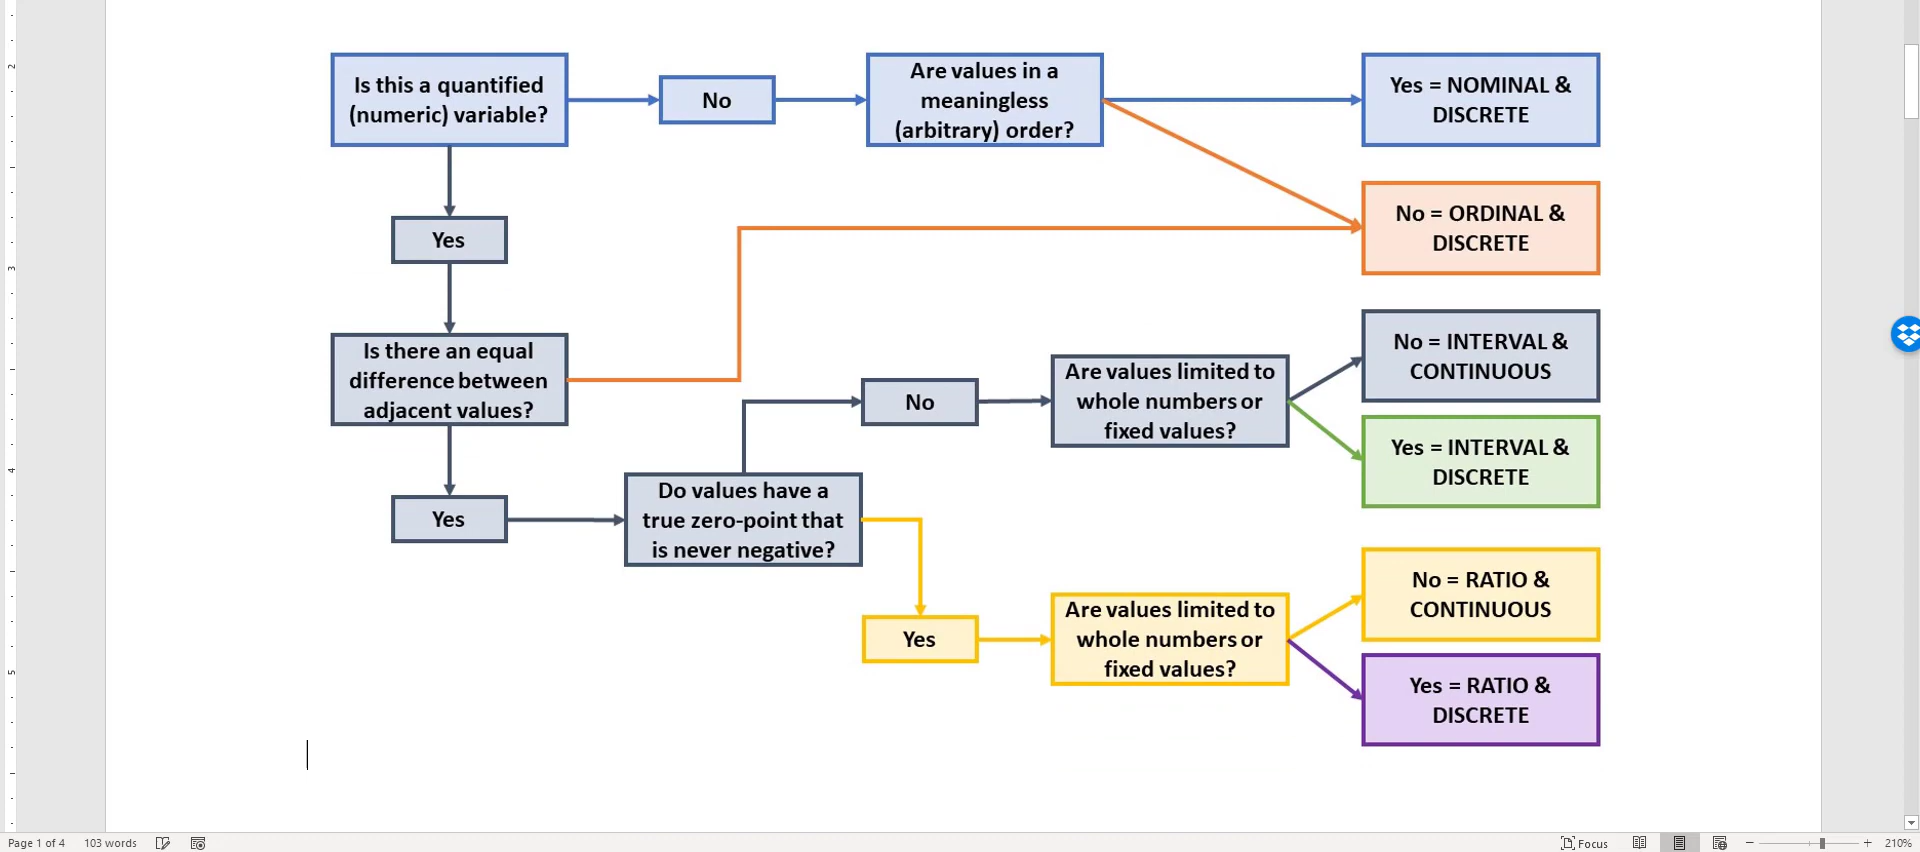 Is this a quantified
(numeric) variable?
No
Are values in a
meaningless
(arbitrary) order?
Yes = NOMINAL &
DISCRETE
No = ORDINAL &
DISCRETE
Yes
Is there an equal
difference between
adjacent values?
No
Are values limited to
whole numbers or
fixed values?
No = INTERVAL &
CONTINUOUS
Yes = INTERVAL &
DISCRETE
Yes
Do values have a
true zero-point that
is never negative?
Yes
Are values limited to
whole numbers or
fixed values?
No = RATIO &
CONTINUOUS
Yes = RATIO &
DISCRETE
2
3
4
5
Page 1 of 4
103 words
Focus
210%